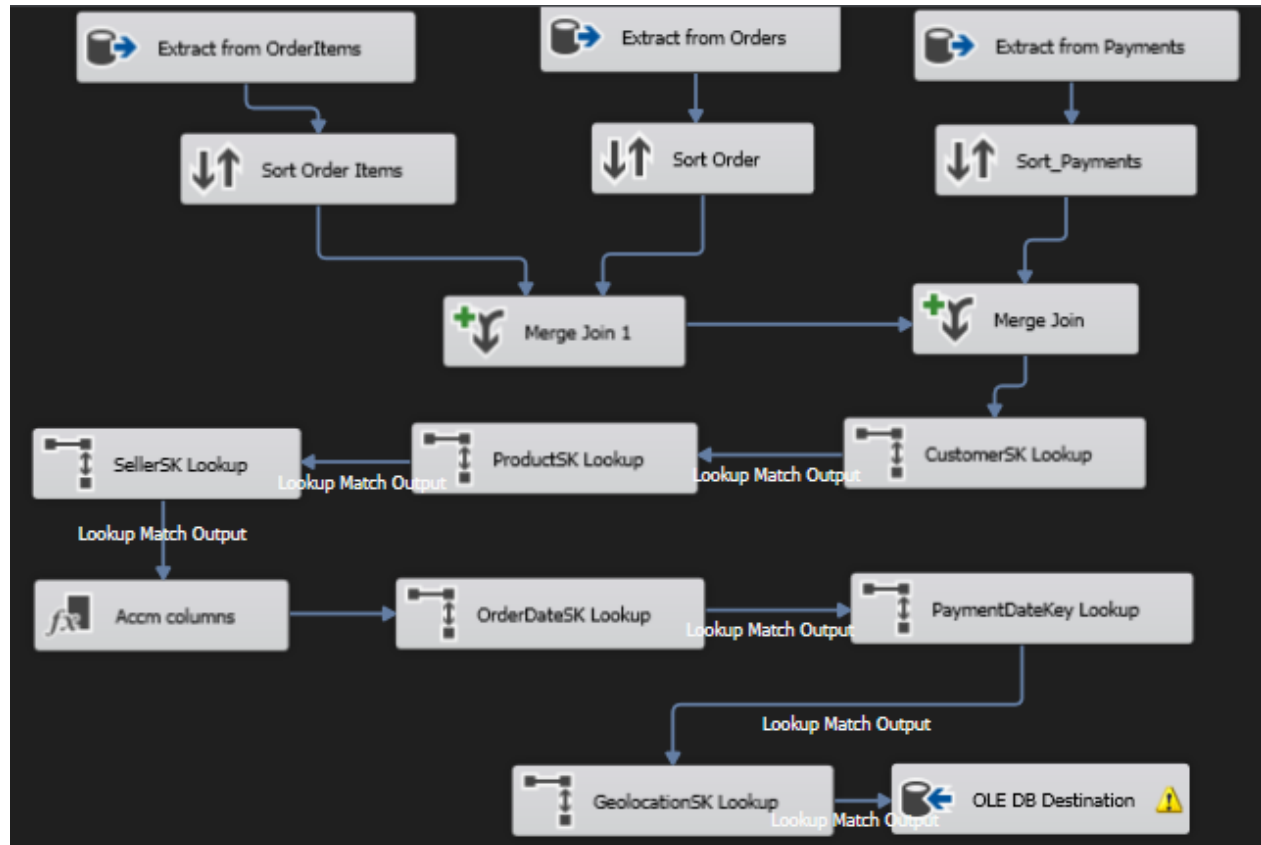 Extract from OrderItems
Extract from Orders
Extract from Payments
Sort Order Items
Sort Order
Sort_Payments
Merge Join 1
Merge Join
CustomerSK Lookup
Lookup Match Output
ProductSK Lookup
Lookup Match Output
SellerSK Lookup
Lookup Match Output
Accm columns
OrderDateSK Lookup
Lookup Match Output
PaymentDateKey Lookup
Lookup Match Output
GeolocationSK Lookup
Lookup Match Output
OLE DB Destination